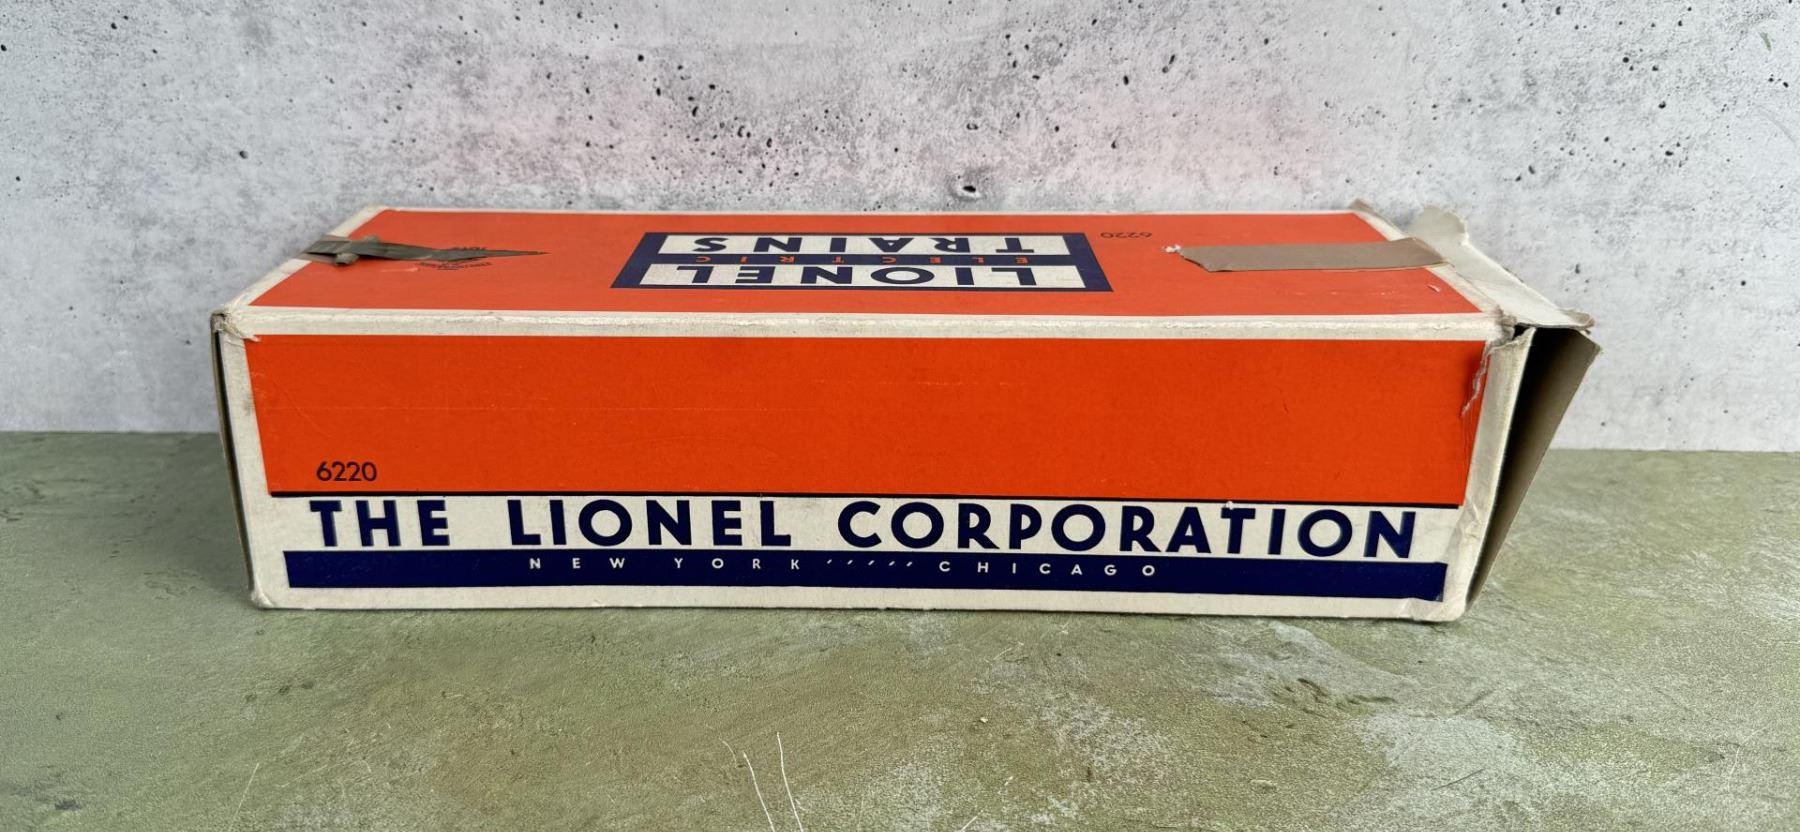 LIONEL
ELECTRIC
TRAINS
6220
6220
THE LIONEL CORPORATION
NEW YORK ′′′′′ CHICAGO